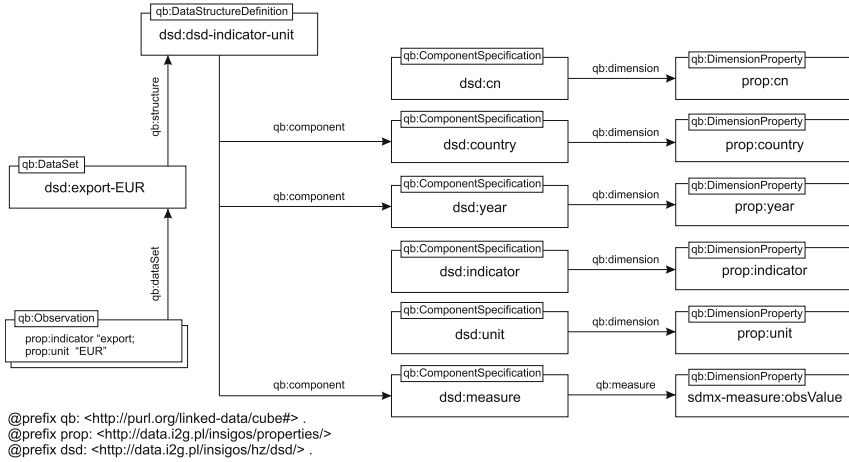 qb:DataStructureDefinition
dsd:dsd-indicator-unit
qb:structure
qb:DataSet
dsd:export-EUR
qb:dataSet
qb:Observation
prop:indicator "export;
prop:unit "EUR"
qb:component
qb:component
qb:component
qb:ComponentSpecification
dsd:cn
qb:dimension
qb:DimensionProperty
prop:cn
qb:ComponentSpecification
dsd:country
qb:dimension
qb:DimensionProperty
prop:country
qb:ComponentSpecification
dsd:year
qb:dimension
qb:DimensionProperty
prop:year
qb:ComponentSpecification
dsd:indicator
qb:dimension
qb:DimensionProperty
prop:indicator
qb:ComponentSpecification
dsd:unit
qb:dimension
qb:DimensionProperty
prop:unit
qb:ComponentSpecification
dsd:measure
qb:measure
qb:DimensionProperty
sdmx-measure:obsValue
@prefix qb: <http://purl.org/linked-data/cube#> .
@prefix prop: <http://data.i2g.pl/insigos/properties/>
@prefix dsd: <http://data.i2g.pl/insigos/hz/dsd/> .